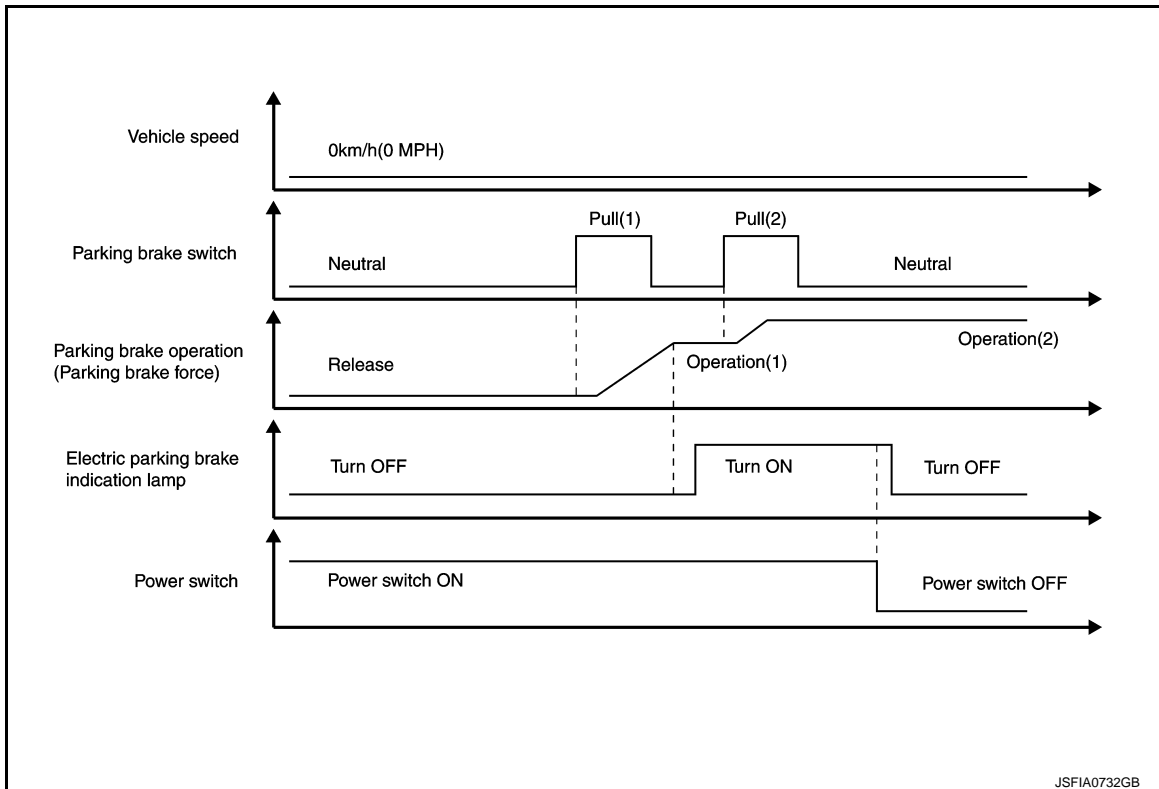 Vehicle speed
0km/h(0 MPH)
Pull(1)
Pull(2)
Parking brake switch
Neutral
Neutral
Parking brake operation
(Parking brake force)
Release
Operation(1)
Operation(2)
Electric parking brake
indication lamp
Turn OFF
Turn ON
Turn OFF
Power switch
Power switch ON
Power switch OFF
JSFIA0732GB